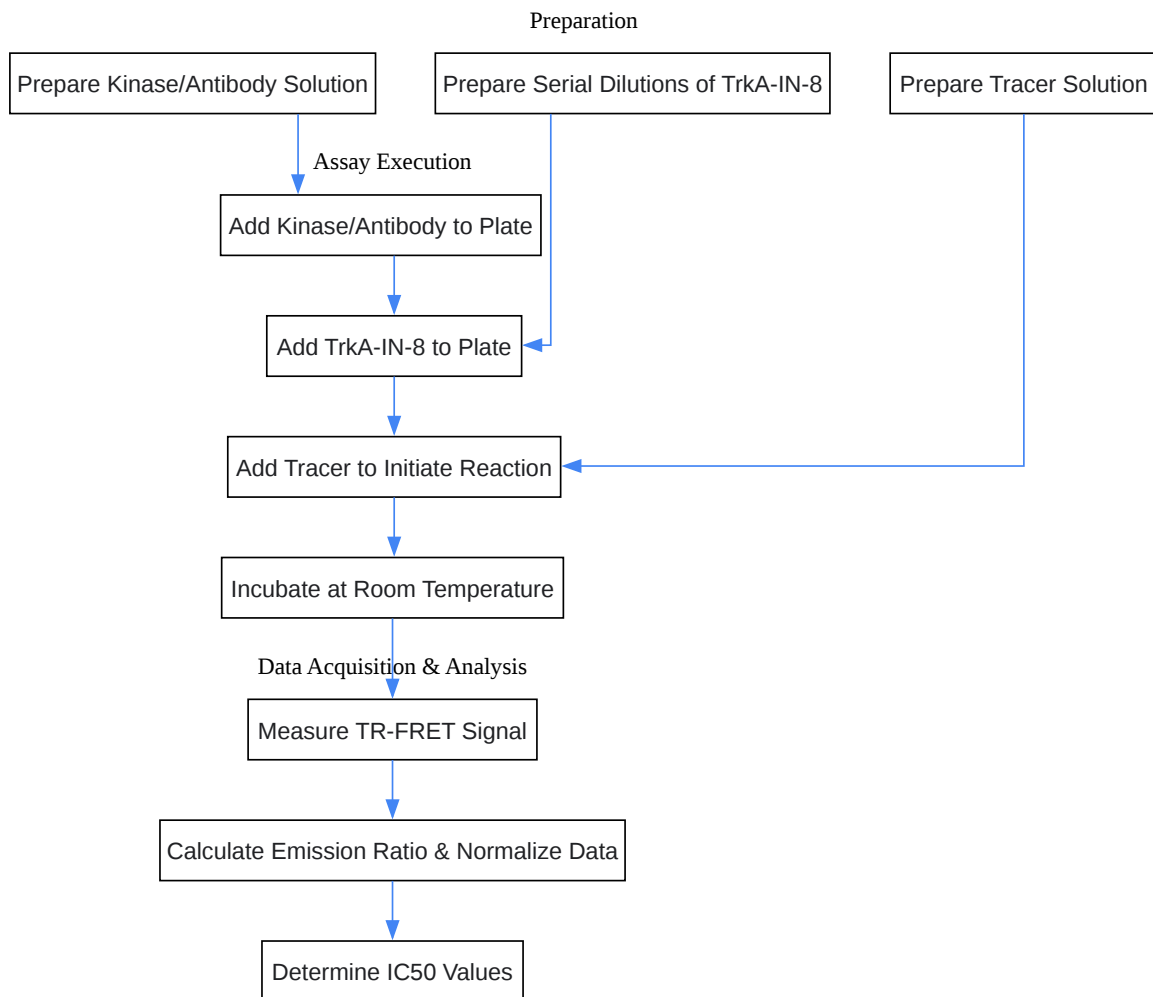 Preparation
Prepare Kinase/Antibody Solution
Prepare Serial Dilutions of TrkA-IN-8
Prepare Tracer Solution
Assay Execution
Add Kinase/Antibody to Plate
Add TrkA-IN-8 to Plate
Add Tracer to Initiate Reaction
Incubate at Room Temperature
Data Acquisition & Analysis
Measure TR-FRET Signal
Calculate Emission Ratio & Normalize Data
Determine IC50 Values